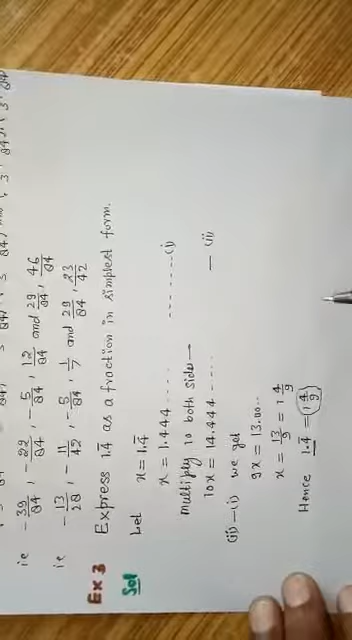 ie -39/84, -22/84, -5/84, 12/84 and 29/84, 46/84
ie -13/28, -11/42, -5/84, 1/7 and 29/84, 23/42
Ex 3 Express 1.4̅ as a fraction in simplest form.
Sol Let x = 1.4̅
x = 1.444.... ------- (i)
multiply 10 both sides—
10x = 14.444.... — (ii)
(ii)-(i) we get
9x = 13.00..
x = 13/9 = 1 4/9
Hence 1.4̅ = 1 4/9